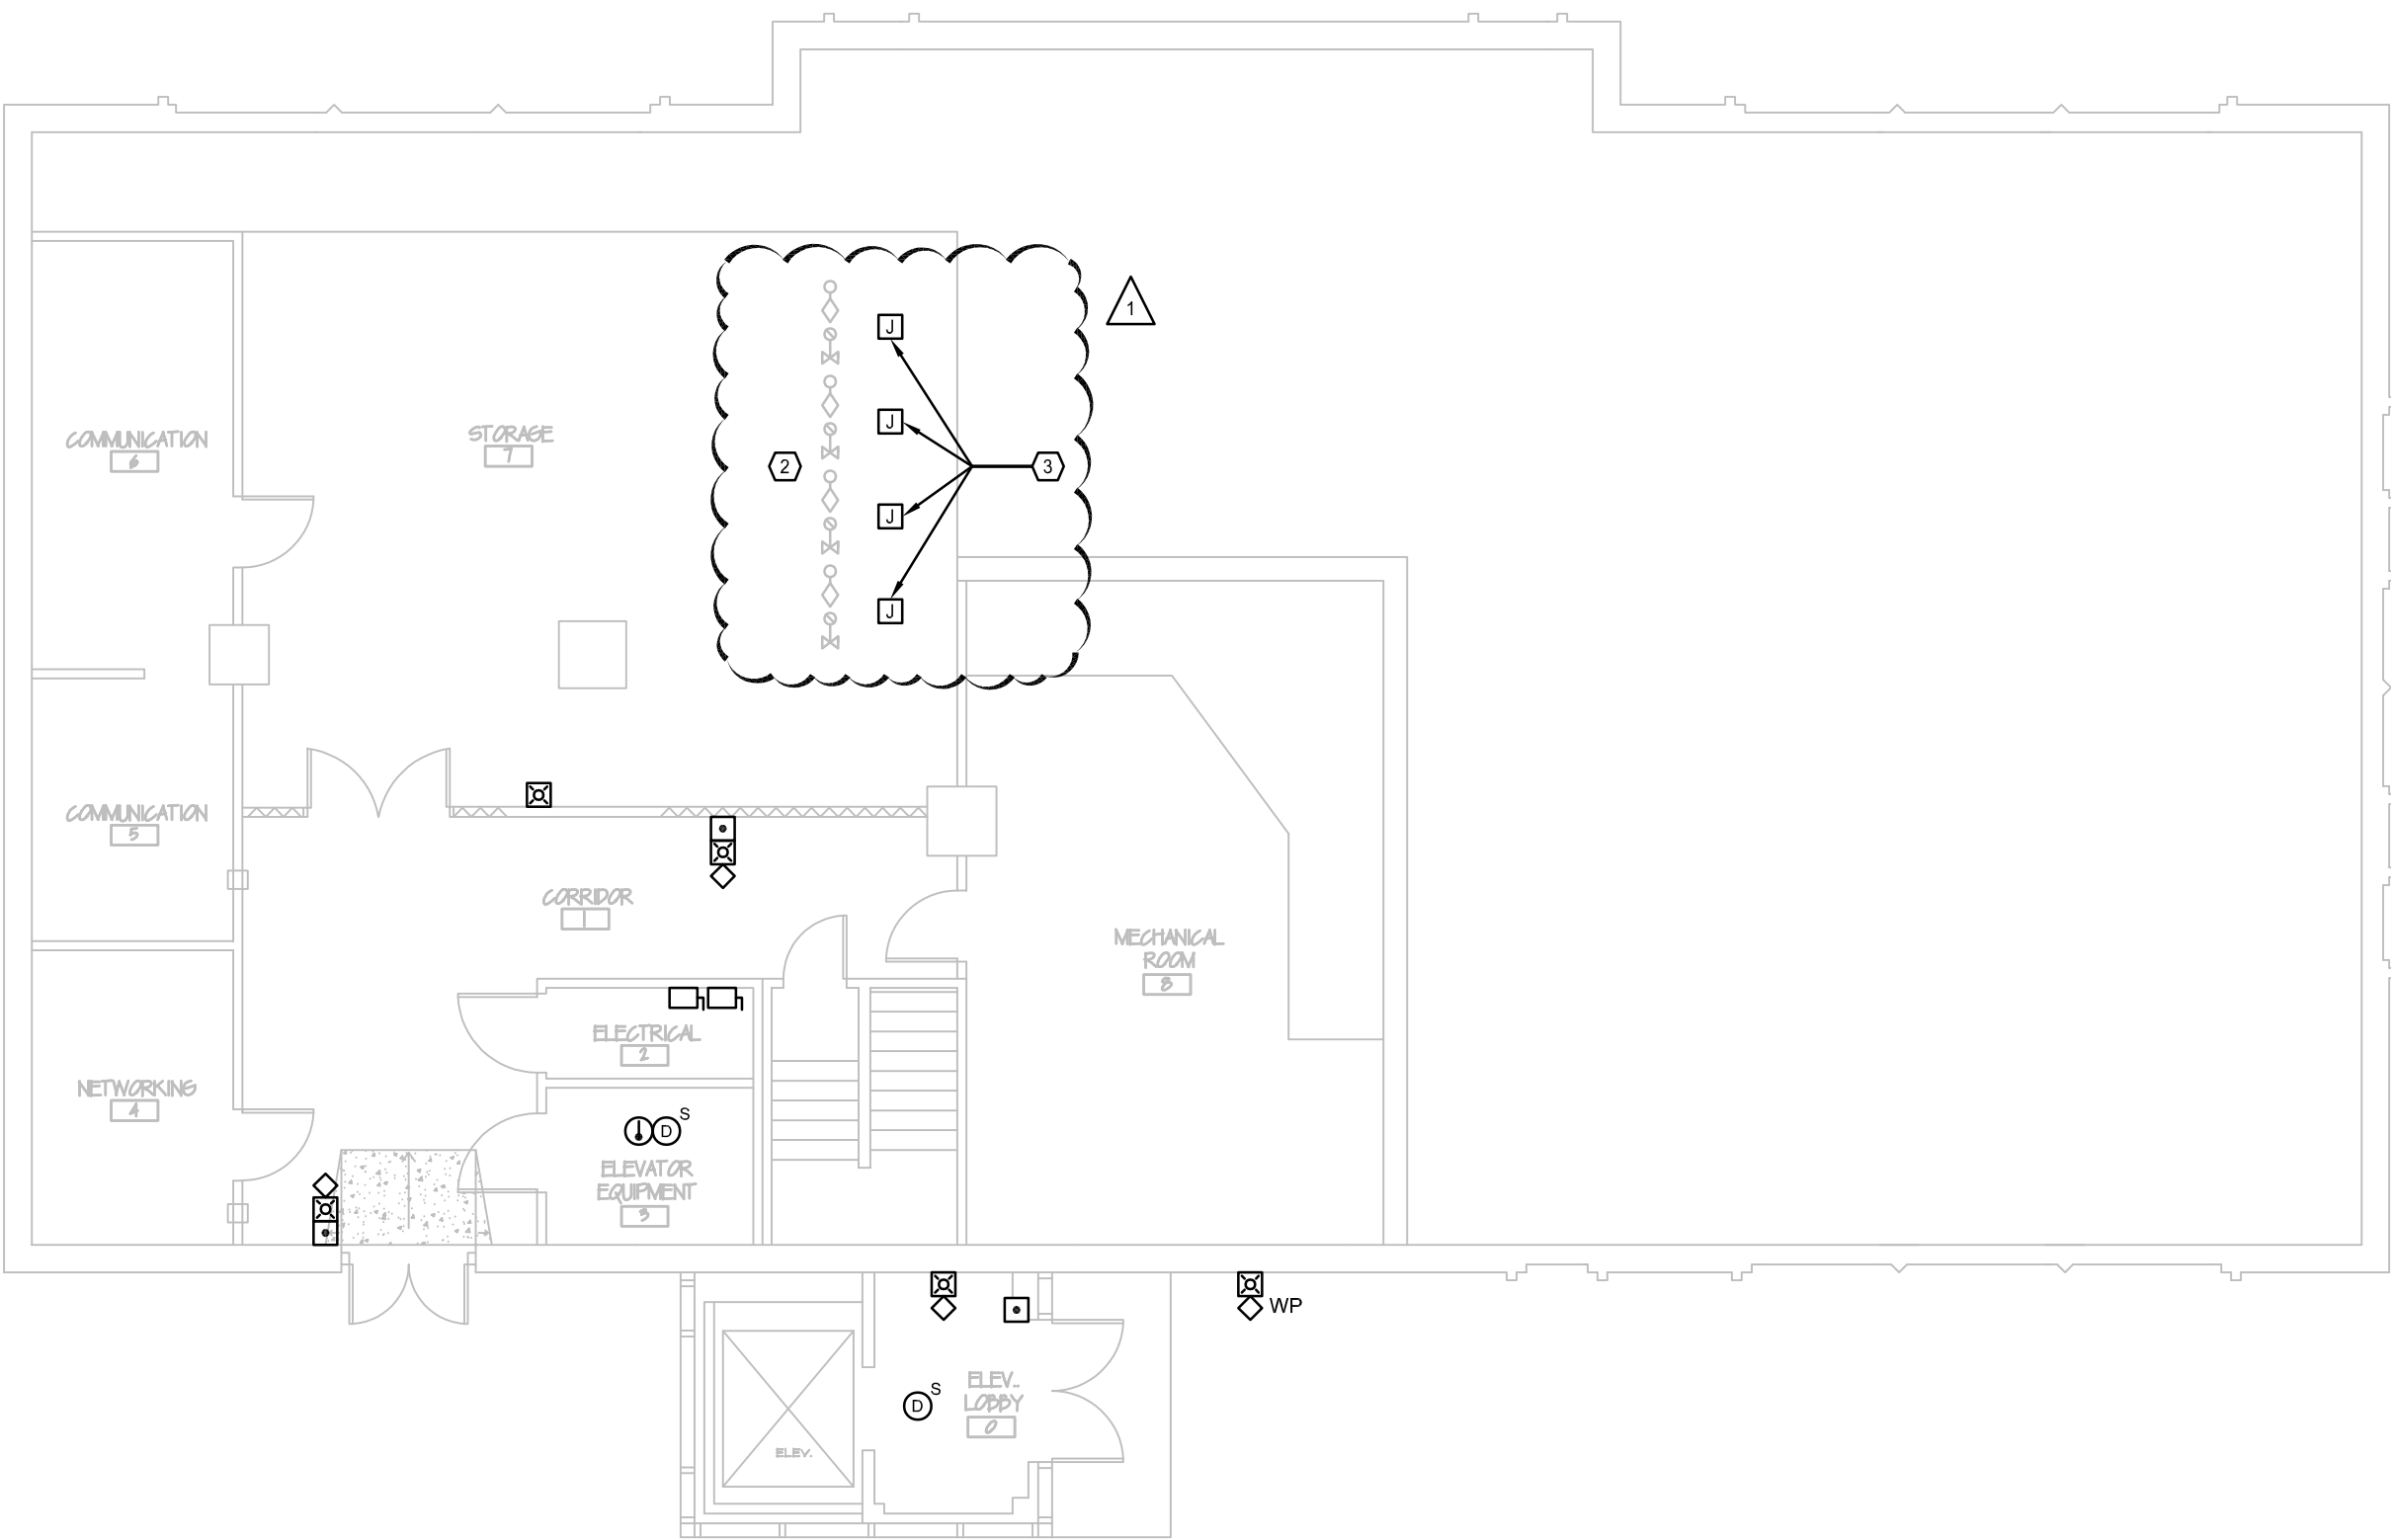 1
J
J
COMMUNICATION
6
STORAGE
7
2
3
J
J
COMMUNICATION
5
CORRIDOR
1
MECHANICAL
ROOM
8
ELECTRICAL
2
NETWORKING
4
D
S
ELEVATOR
EQUIPMENT
3
WP
ELEV.
LOBBY
0
D
S
ELEV.